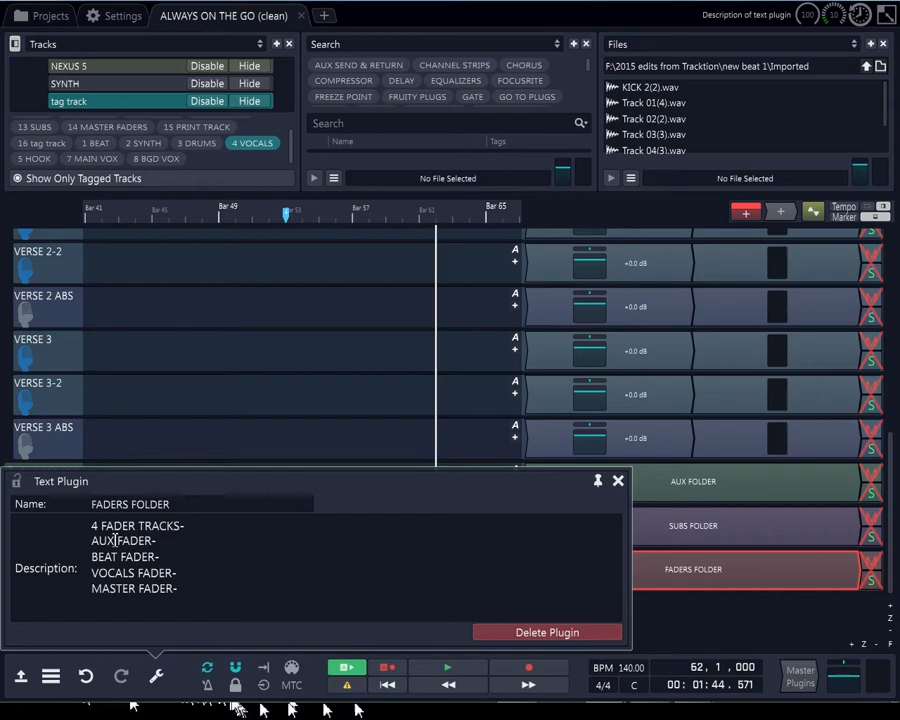 Projects
Settings
ALWAYS ON THE GO (clean)
Description of text plugin
100
10
Tracks
NEXUS 5 Disable Hide
SYNTH Disable Hide
tag track Disable Hide
13 SUBS 14 MASTER FADERS 15 PRINT TRACK
16 tag track 1 BEAT 2 SYNTH 3 DRUMS 4 VOCALS
5 HOOK 7 MAIN VOX 8 BGD VOX
Show Only Tagged Tracks
Search
AUX SEND & RETURN CHANNEL STRIPS CHORUS
COMPRESSOR DELAY EQUALIZERS FOCUSRITE
FREEZE POINT FRUITY PLUGS GATE GO TO PLUGS
Search
Name Tags
No File Selected
Files
F:\2015 edits from Tracktion\new beat 1\Imported
KICK 2(2).wav
Track 01(4).wav
Track 02(2).wav
Track 03(3).wav
Track 04(3).wav
No File Selected
Bar 41 Bar 45 Bar 49 Bar 53 Bar 57 Bar 61 Bar 65
Tempo
Marker
VERSE 2-2 A +0.0 dB S
VERSE 2 ABS A +0.0 dB S
VERSE 3 A +0.0 dB S
VERSE 3-2 A +0.0 dB S
VERSE 3 ABS A +0.0 dB S
AUX FOLDER S
SUBS FOLDER S
FADERS FOLDER S
Text Plugin
Name: FADERS FOLDER
Description:
4 FADER TRACKS-
AUX FADER-
BEAT FADER-
VOCALS FADER-
MASTER FADER-
Delete Plugin
+ Z -
- Z +
MTC
A
BPM 140.00
4/4 C
62, 1, 000
00: 01: 44. 571
Master
Plugins